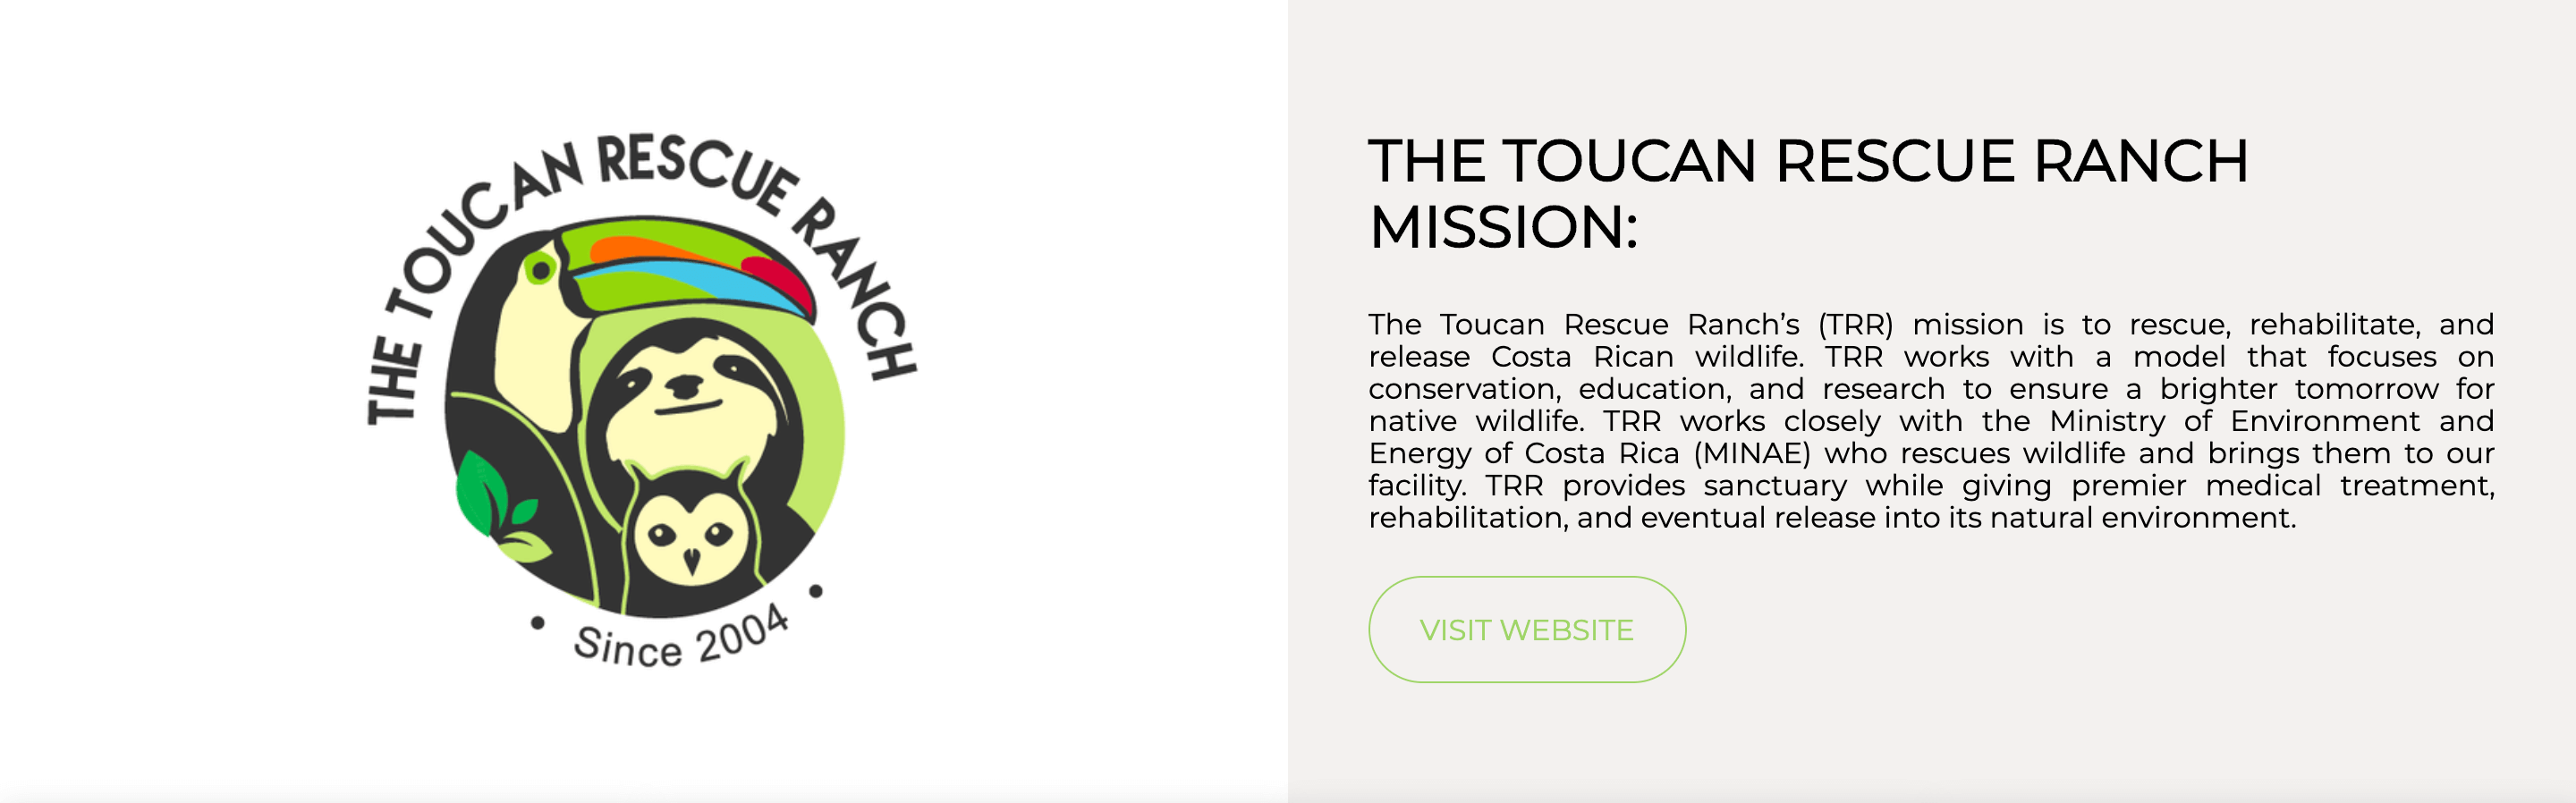 THE TOUCAN RESCUE RANCH
• Since 2004 •
THE TOUCAN RESCUE RANCH
MISSION:
The Toucan Rescue Ranch’s (TRR) mission is to rescue, rehabilitate, and
release Costa Rican wildlife. TRR works with a model that focuses on
conservation, education, and research to ensure a brighter tomorrow for
native wildlife. TRR works closely with the Ministry of Environment and
Energy of Costa Rica (MINAE) who rescues wildlife and brings them to our
facility. TRR provides sanctuary while giving premier medical treatment,
rehabilitation, and eventual release into its natural environment.
VISIT WEBSITE